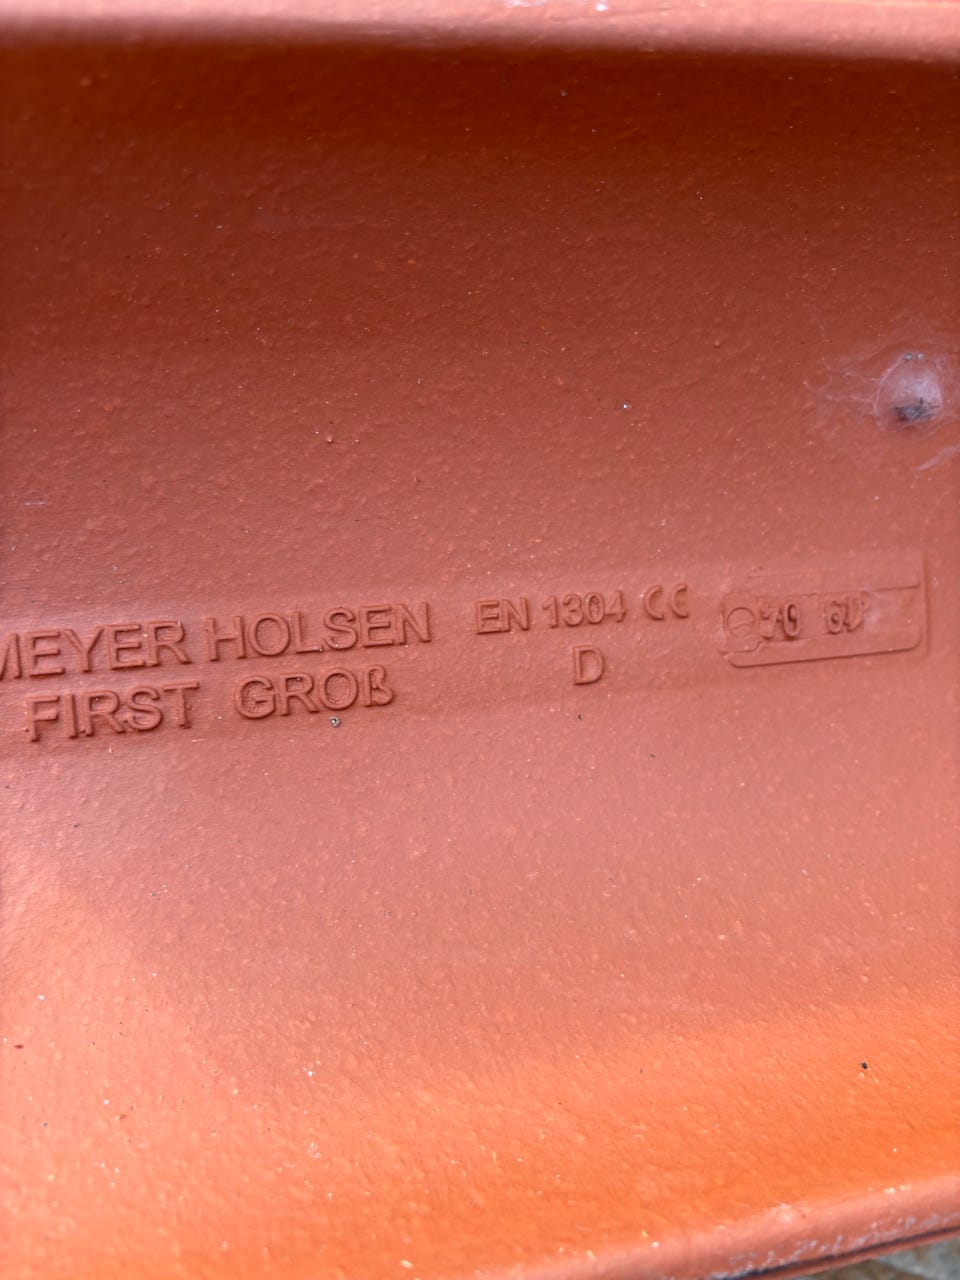 MEYER HOLSEN EN 1304 CE
FIRST GROß D